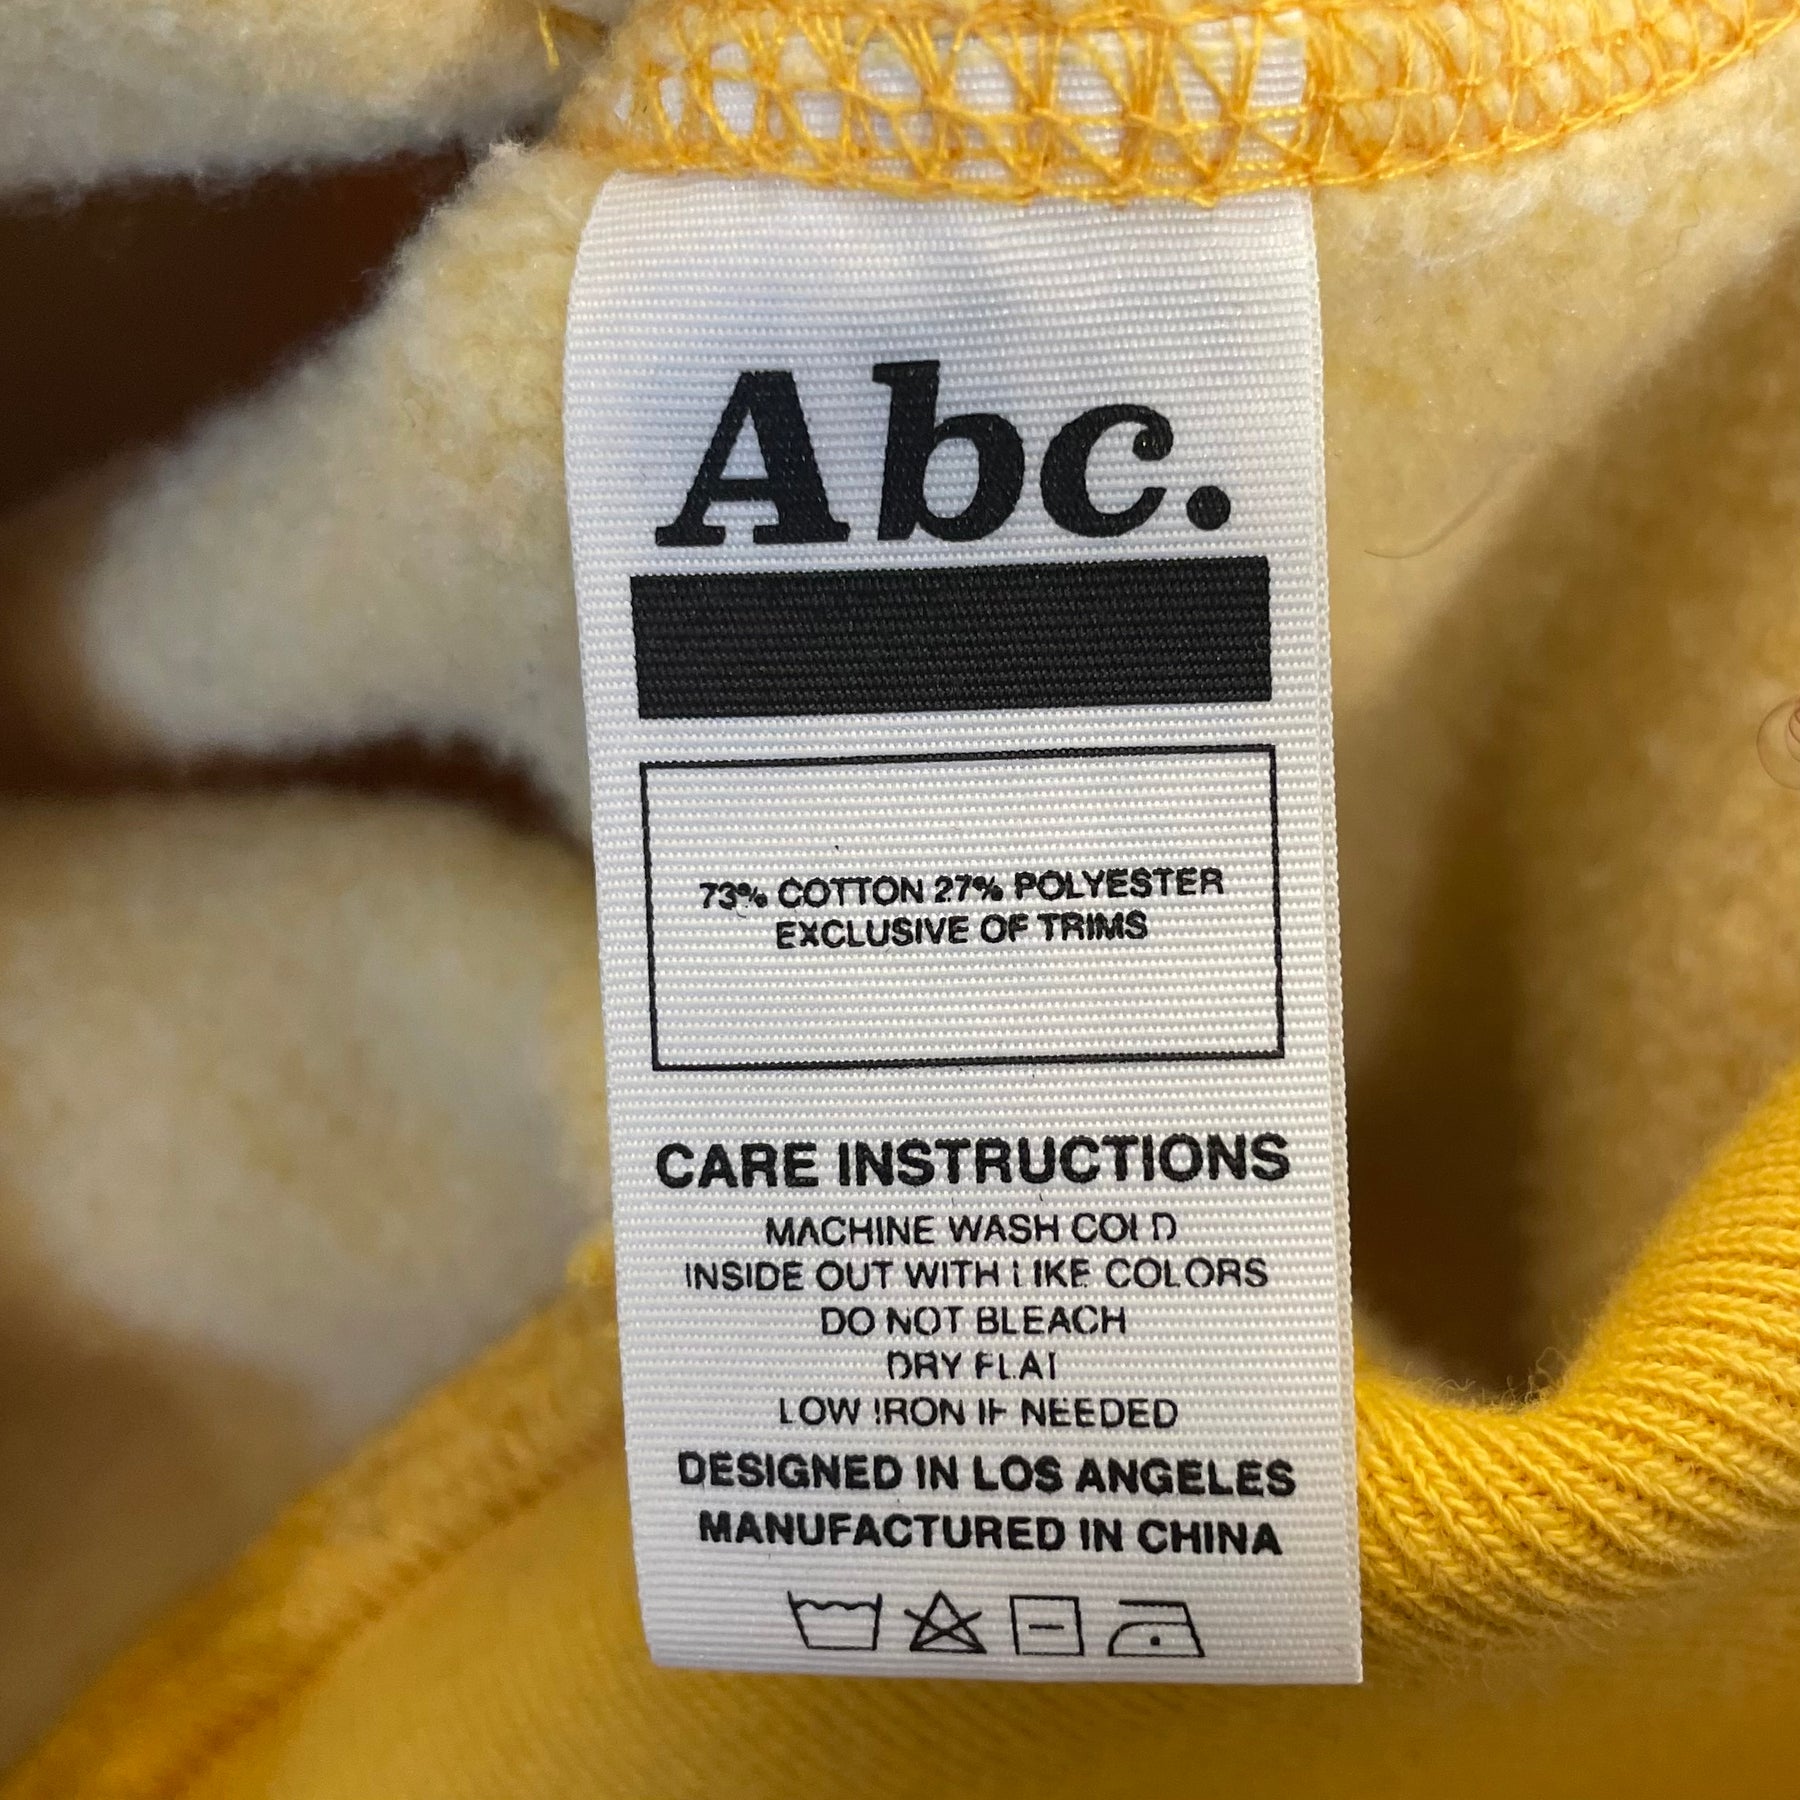 Abc.
73% COTTON 27% POLYESTER
EXCLUSIVE OF TRIMS
CARE INSTRUCTIONS
MACHINE WASH COLD
INSIDE OUT WITH LIKE COLORS
DO NOT BLEACH
DRY FLAT
LOW IRON IF NEEDED
DESIGNED IN LOS ANGELES
MANUFACTURED IN CHINA